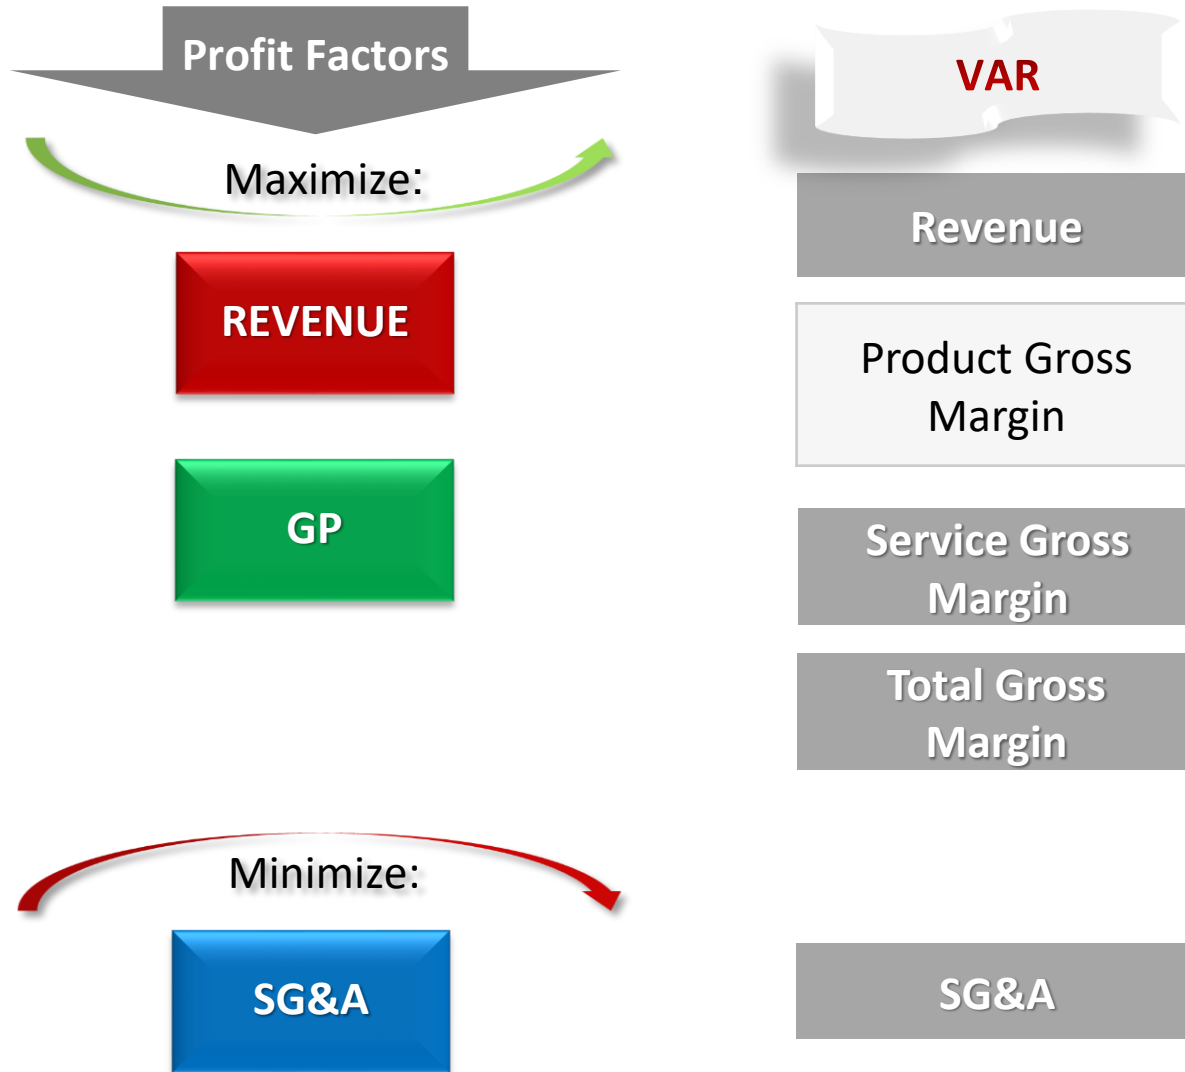 Profit Factors
Maximize:
REVENUE
GP
Minimize:
SG&A
VAR
Revenue
Product Gross
Margin
Service Gross
Margin
Total Gross
Margin
SG&A